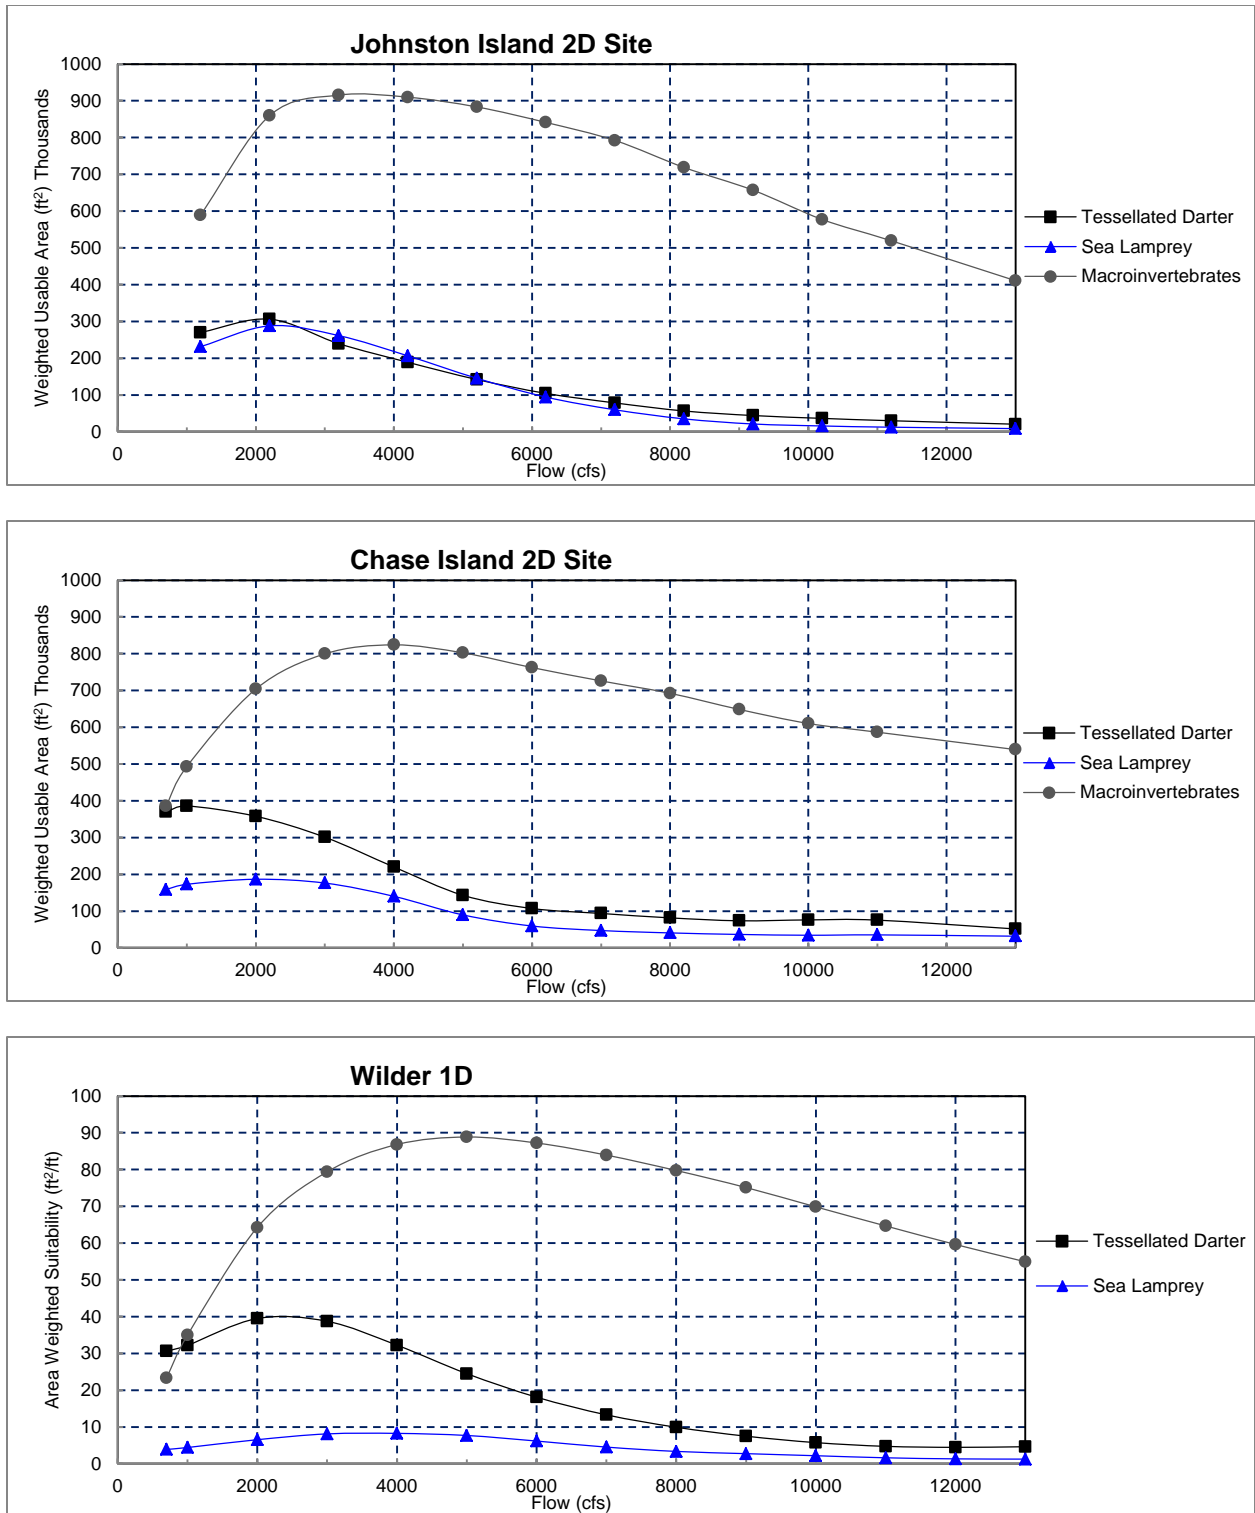 Johnston Island 2D Site
Weighted Usable Area (ft²) Thousands
1000
900
800
700
600
500
400
300
200
100
0
0 2000 4000 6000 8000 10000 12000
Flow (cfs)
Tessellated Darter
Sea Lamprey
Macroinvertebrates
Chase Island 2D Site
Weighted Usable Area (ft²) Thousands
1000
900
800
700
600
500
400
300
200
100
0
0 2000 4000 6000 8000 10000 12000
Flow (cfs)
Tessellated Darter
Sea Lamprey
Macroinvertebrates
Wilder 1D
Area Weighted Suitability (ft²/ft)
100
90
80
70
60
50
40
30
20
10
0
0 2000 4000 6000 8000 10000 12000
Flow (cfs)
Tessellated Darter
Sea Lamprey